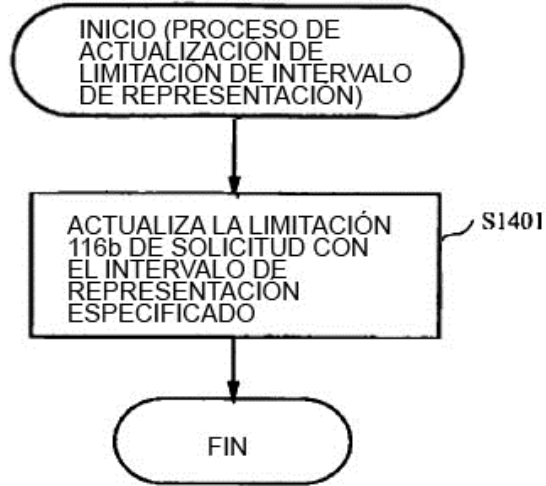 INICIO (PROCESO DE
ACTUALIZACIÓN DE
LIMITACIÓN DE INTERVALO
DE REPRESENTACIÓN)
ACTUALIZA LA LIMITACIÓN
116b DE SOLICITUD CON
EL INTERVALO DE
REPRESENTACIÓN
ESPECIFICADO
S1401
FIN